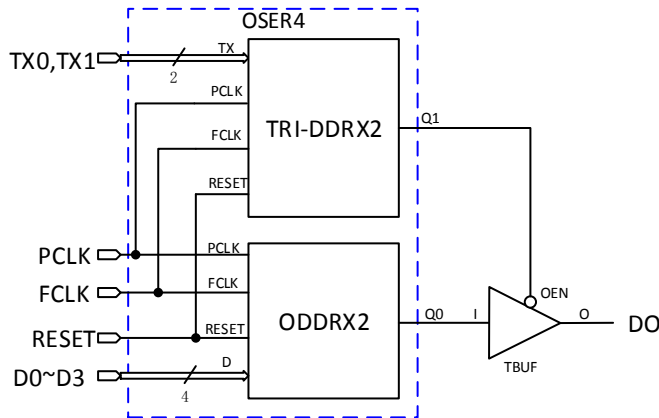 OSER4
TX0,TX1
2
TX
PCLK
FCLK
RESET
TRI-DDRX2
Q1
PCLK
FCLK
RESET
D0~D3
4
PCLK
FCLK
RESET
D
ODDRX2
Q0
I
OEN
O
DO
TBUF